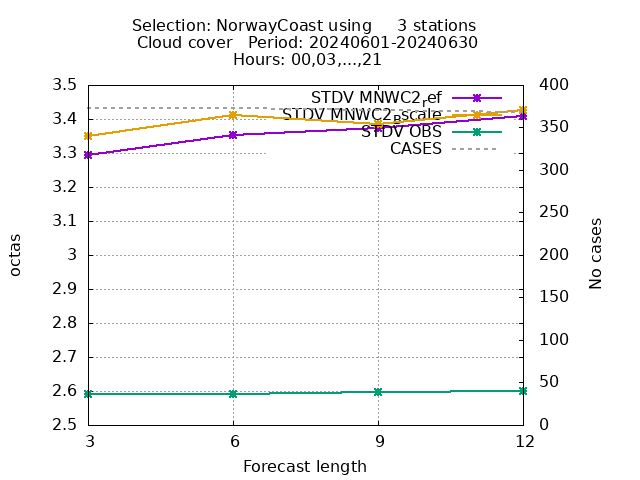 Selection: NorwayCoast using     3 stations
Cloud cover   Period: 20240601-20240630
Hours: 00,03,...,21
3.5
3.4
3.3
3.2
3.1
3
2.9
2.8
2.7
2.6
2.5
octas
400
350
300
250
200
150
100
50
0
No cases
STDV MNWC2ref
STDV MNWC2Bscale
STDV OBS
CASES
3 6 9 12
Forecast length